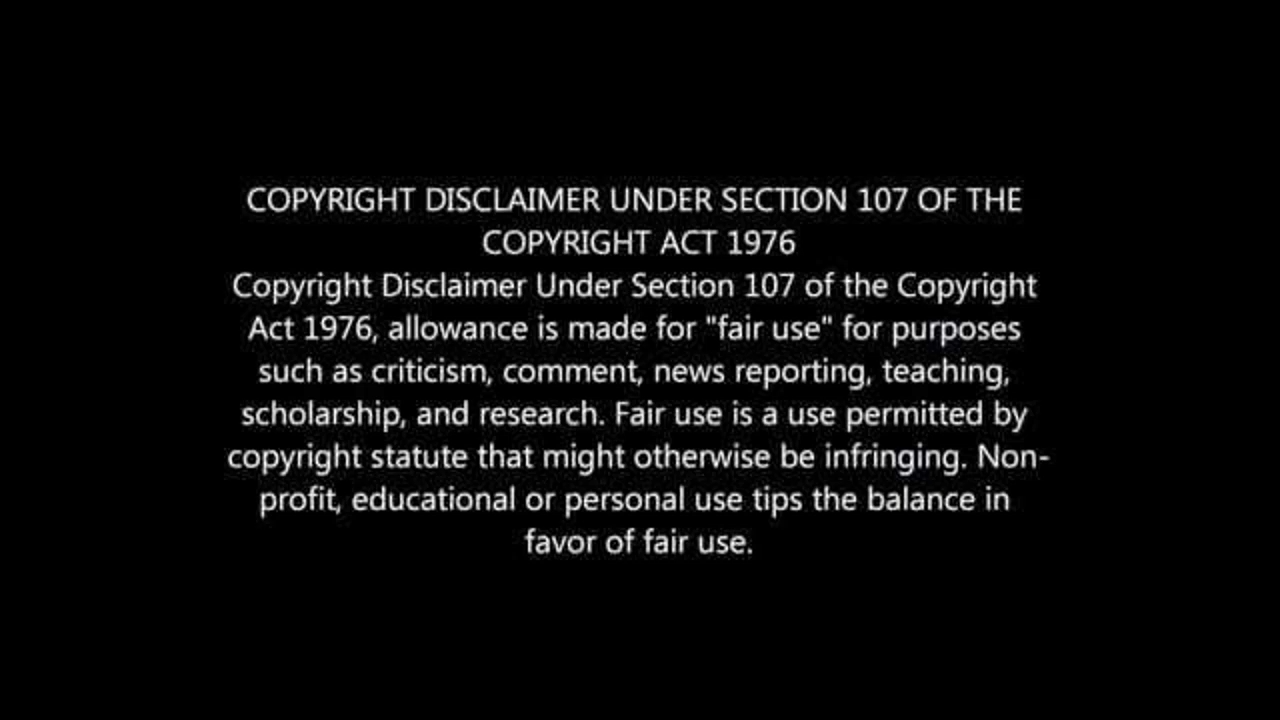 COPYRIGHT DISCLAIMER UNDER SECTION 107 OF THE
COPYRIGHT ACT 1976
Copyright Disclaimer Under Section 107 of the Copyright
Act 1976, allowance is made for "fair use" for purposes
such as criticism, comment, news reporting, teaching,
scholarship, and research. Fair use is a use permitted by
copyright statute that might otherwise be infringing. Non-
profit, educational or personal use tips the balance in
favor of fair use.